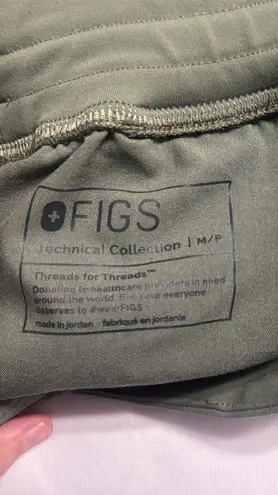 FIGS
Technical Collection | M/P
Threads for Threads™
Donating to healthcare providers in need
around the world. Because everyone
deserves to #wearFIGS
made in jordan fabriqué en jordanie